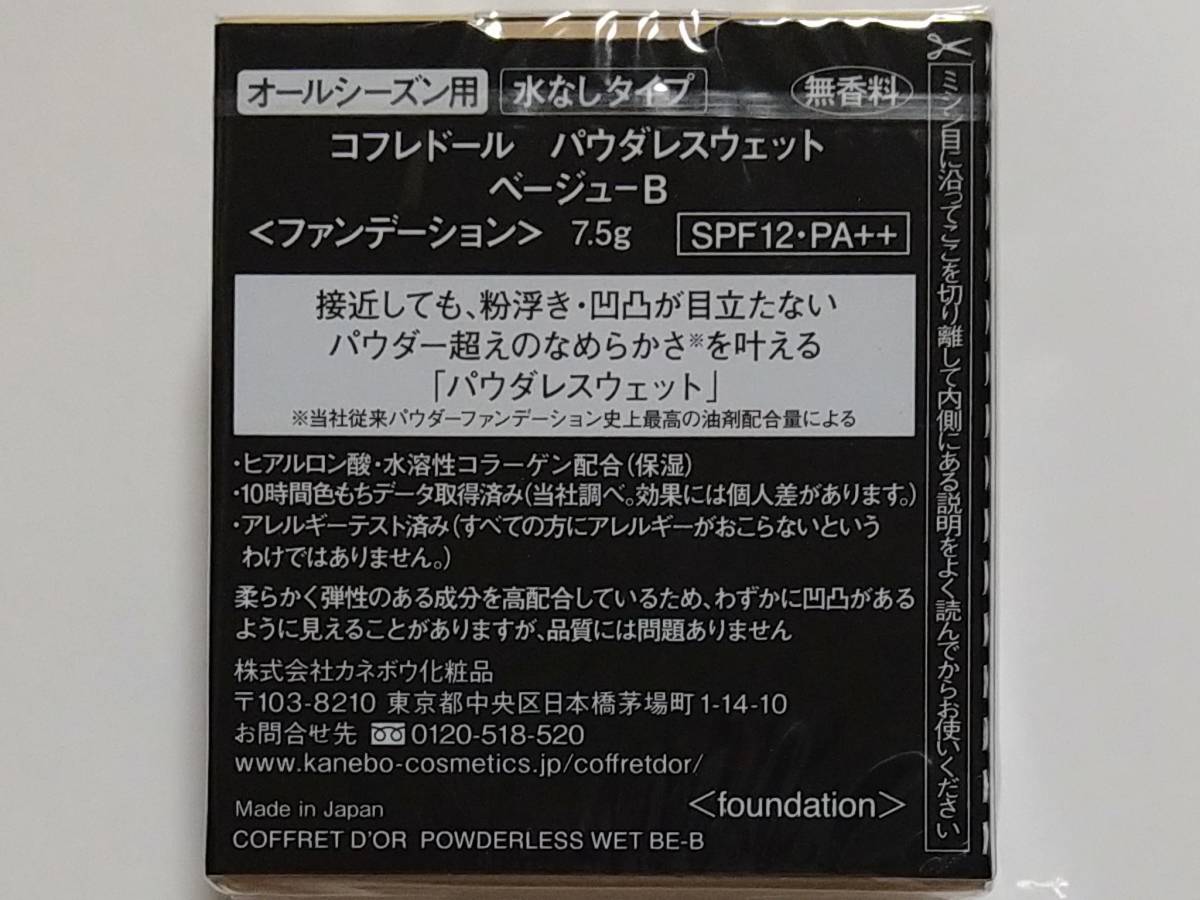 オールシーズン用 水なしタイプ 無香料
コフレドール パウダレスウェット
ベージュ−B
<ファンデーション> 7.5g SPF12・PA++
接近しても、粉浮き・凹凸が目立たない
パウダー超えのなめらかさ※を叶える
「パウダレスウェット」
※当社従来パウダーファンデーション史上最高の油剤配合量による
・ヒアルロン酸・水溶性コラーゲン配合(保湿)
・10時間色もちデータ取得済み(当社調べ。効果には個人差があります。)
・アレルギーテスト済み(すべての方にアレルギーがおこらないという
わけではありません。)
柔らかく弾性のある成分を高配合しているため、わずかに凹凸がある
ように見えることがありますが、品質には問題ありません
株式会社カネボウ化粧品
〒103-8210 東京都中央区日本橋茅場町1-14-10
お問合せ先 0120-518-520
www.kanebo-cosmetics.jp/coffretdor/
Made in Japan <foundation>
COFFRET D'OR POWDERLESS WET BE-B
ミシン目に沿ってここを切り離して内側にある説明をよく読んでからお使いください